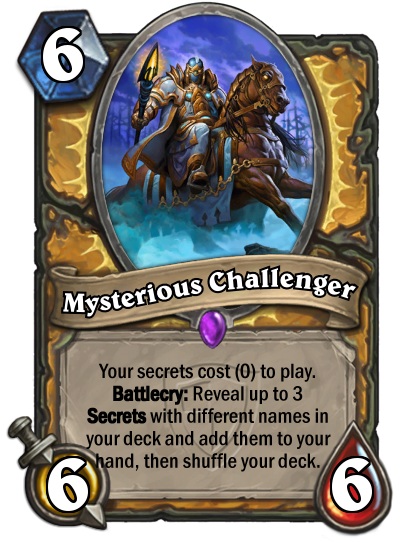 6
Mysterious Challenger
Your secrets cost (0) to play.
Battlecry: Reveal up to 3
Secrets with different names in
your deck and add them to your
hand, then shuffle your deck.
6
6